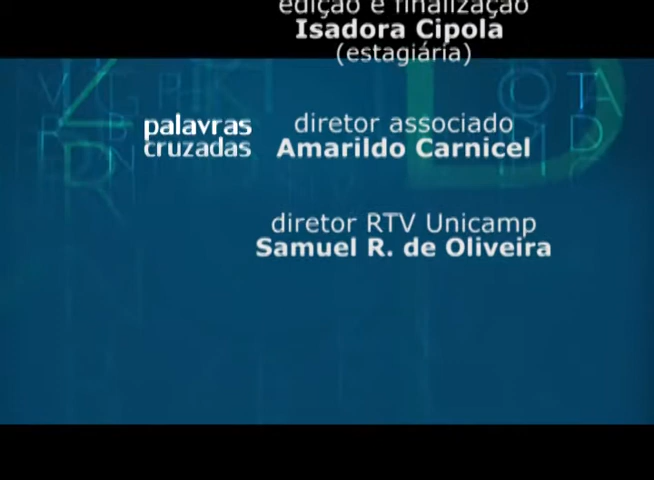 edição e finalização
Isadora Cipola
(estagiária)
palavras
cruzadas
diretor associado
Amarildo Carnicel
diretor RTV Unicamp
Samuel R. de Oliveira